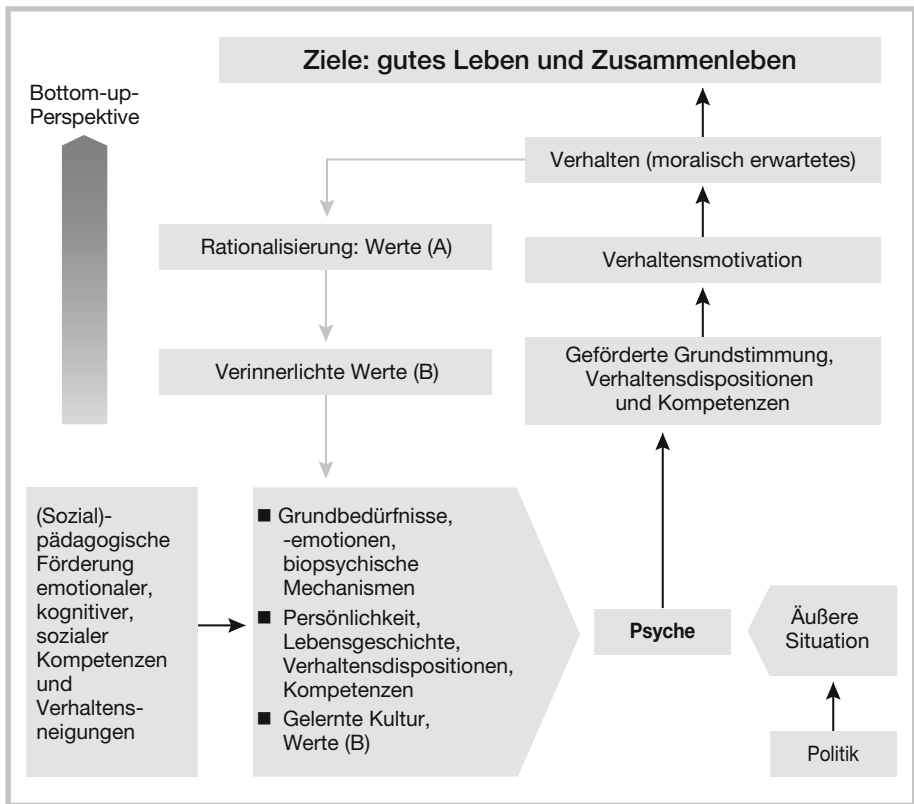 Ziele: gutes Leben und Zusammenleben
Bottom-up-
Perspektive
Verhalten (moralisch erwartetes)
Rationalisierung: Werte (A)
Verhaltensmotivation
Verinnerlichte Werte (B)
Geförderte Grundstimmung,
Verhaltensdispositionen
und Kompetenzen
(Sozial)-
pädagogische
Förderung
emotionaler,
kognitiver,
sozialer
Kompetenzen
und
Verhaltens-
neigungen
■ Grundbedürfnisse,
-emotionen,
biopsychische
Mechanismen
■ Persönlichkeit,
Lebensgeschichte,
Verhaltensdispositionen,
Kompetenzen
■ Gelernte Kultur,
Werte (B)
Psyche
Äußere
Situation
Politik